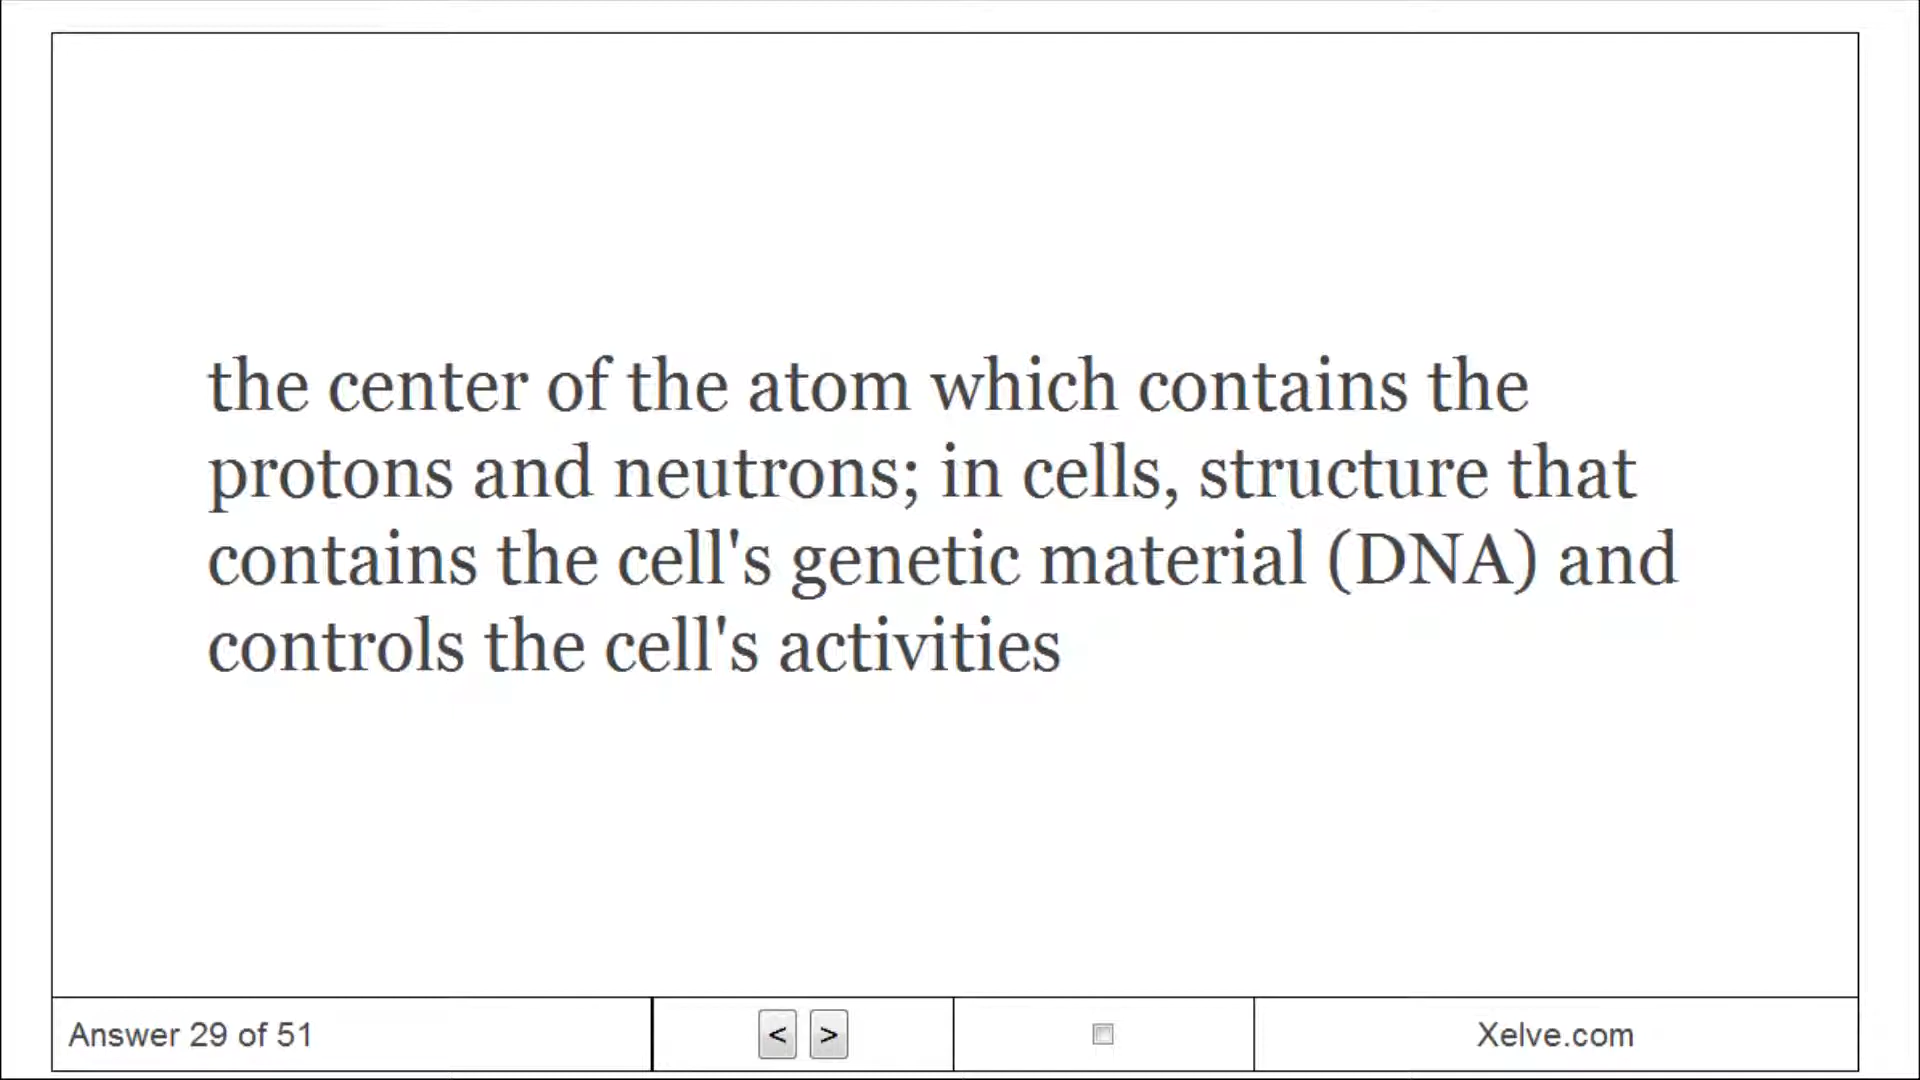 the center of the atom which contains the
protons and neutrons; in cells, structure that
contains the cell's genetic material (DNA) and
controls the cell's activities
Answer 29 of 51
< >
Xelve.com